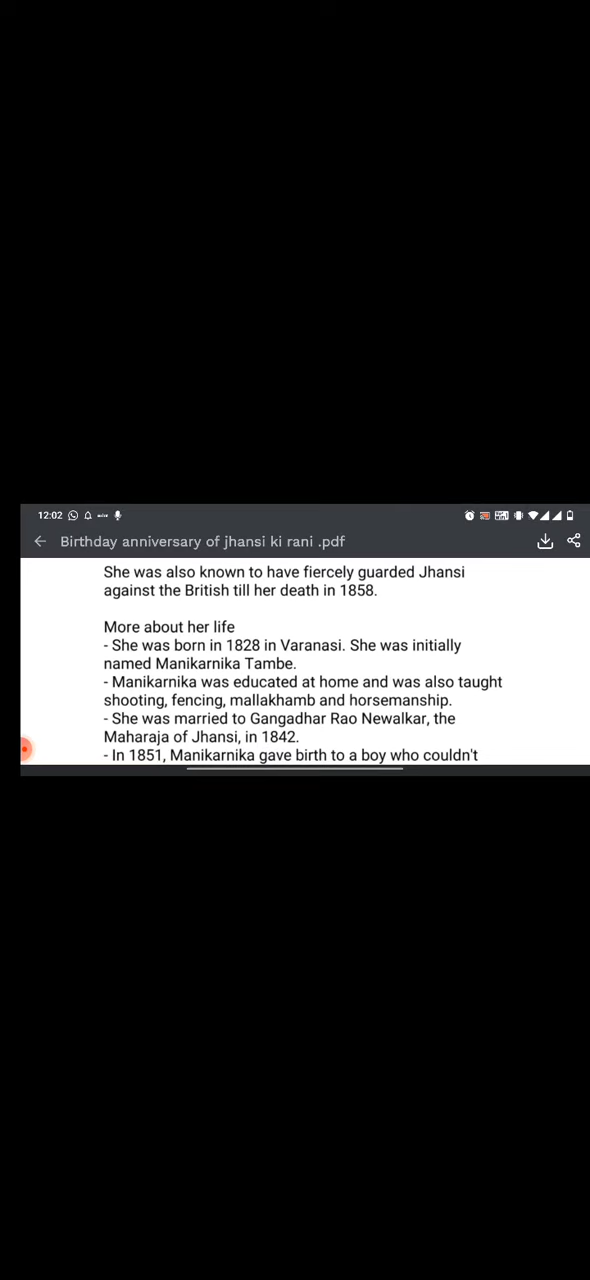 12:02
Birthday anniversary of jhansi ki rani .pdf
She was also known to have fiercely guarded Jhansi
against the British till her death in 1858.
More about her life
- She was born in 1828 in Varanasi. She was initially
named Manikarnika Tambe.
- Manikarnika was educated at home and was also taught
shooting, fencing, mallakhamb and horsemanship.
- She was married to Gangadhar Rao Newalkar, the
Maharaja of Jhansi, in 1842.
- In 1851, Manikarnika gave birth to a boy who couldn't